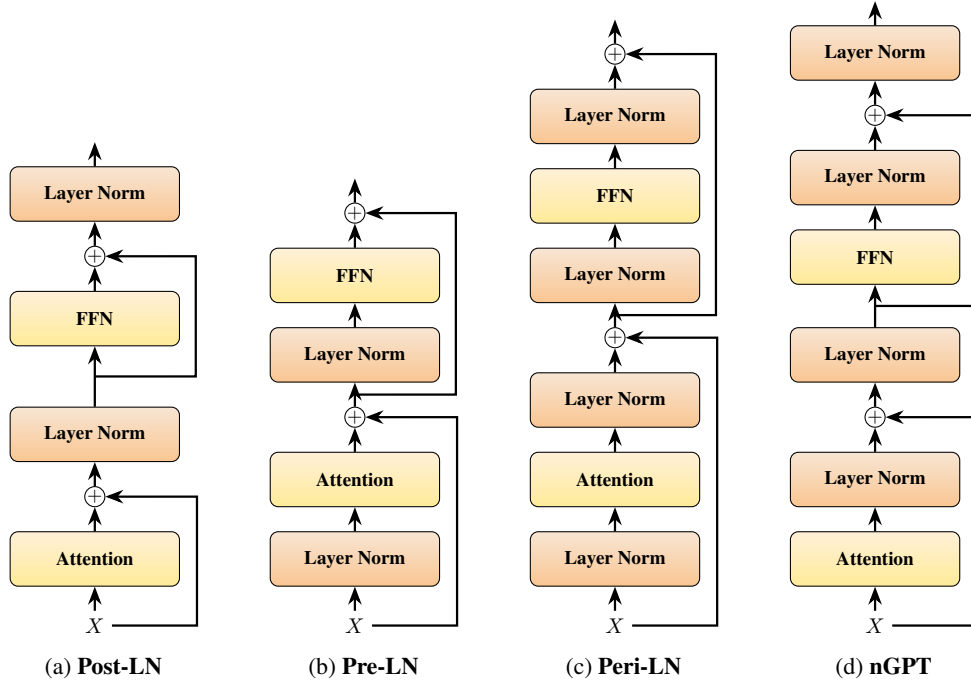 Layer Norm
FFN
Layer Norm
Attention
X
(a) Post-LN
FFN
Layer Norm
Attention
Layer Norm
X
(b) Pre-LN
Layer Norm
FFN
Layer Norm
Layer Norm
Attention
Layer Norm
X
(c) Peri-LN
Layer Norm
Layer Norm
FFN
Layer Norm
Layer Norm
Attention
X
(d) nGPT